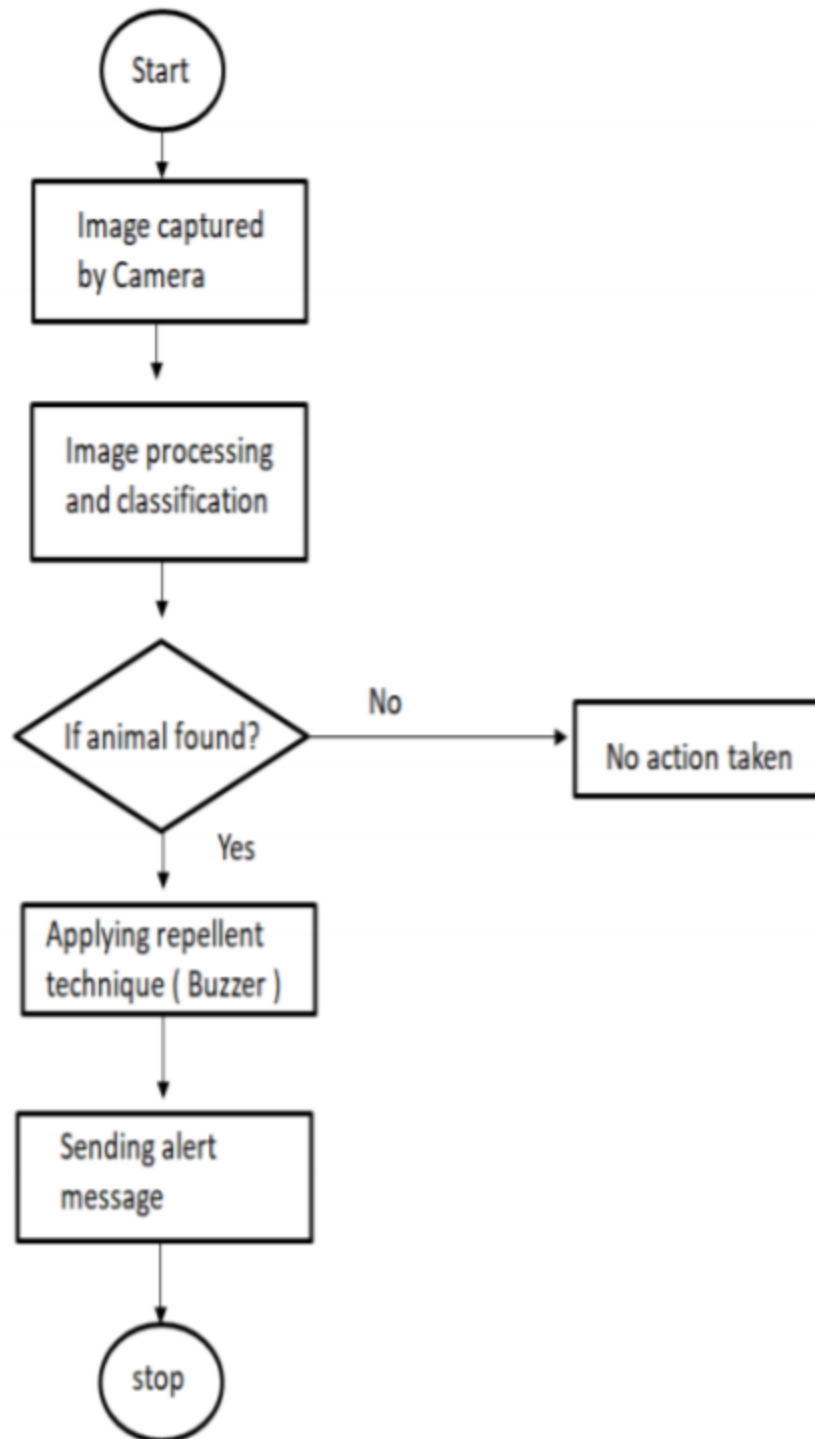 Start
Image captured
by Camera
Image processing
and classification
If animal found?
No
No action taken
Yes
Applying repellent
technique ( Buzzer )
Sending alert
message
stop